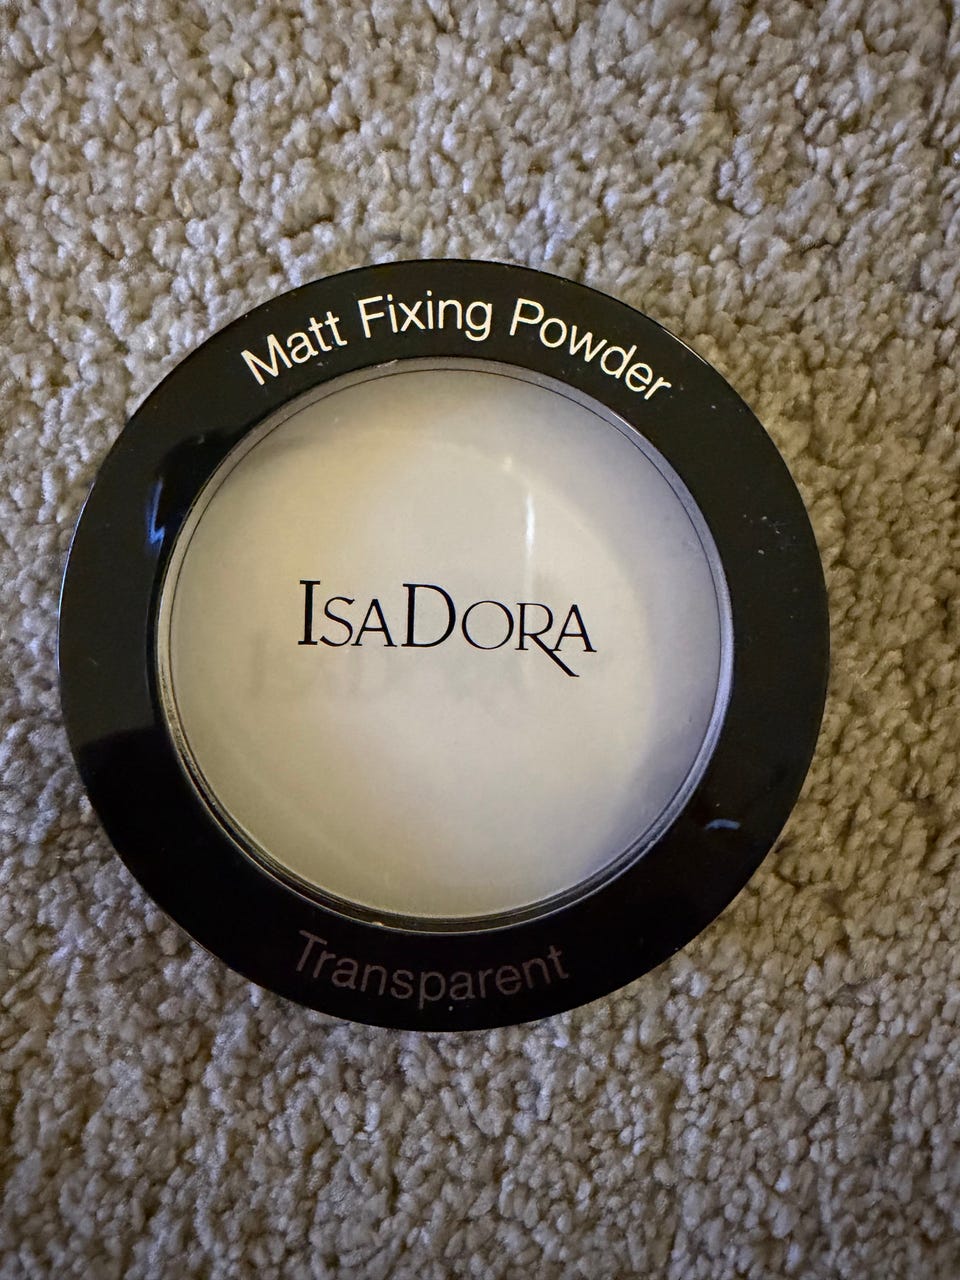 Matt Fixing Powder
IsaDora
Transparent